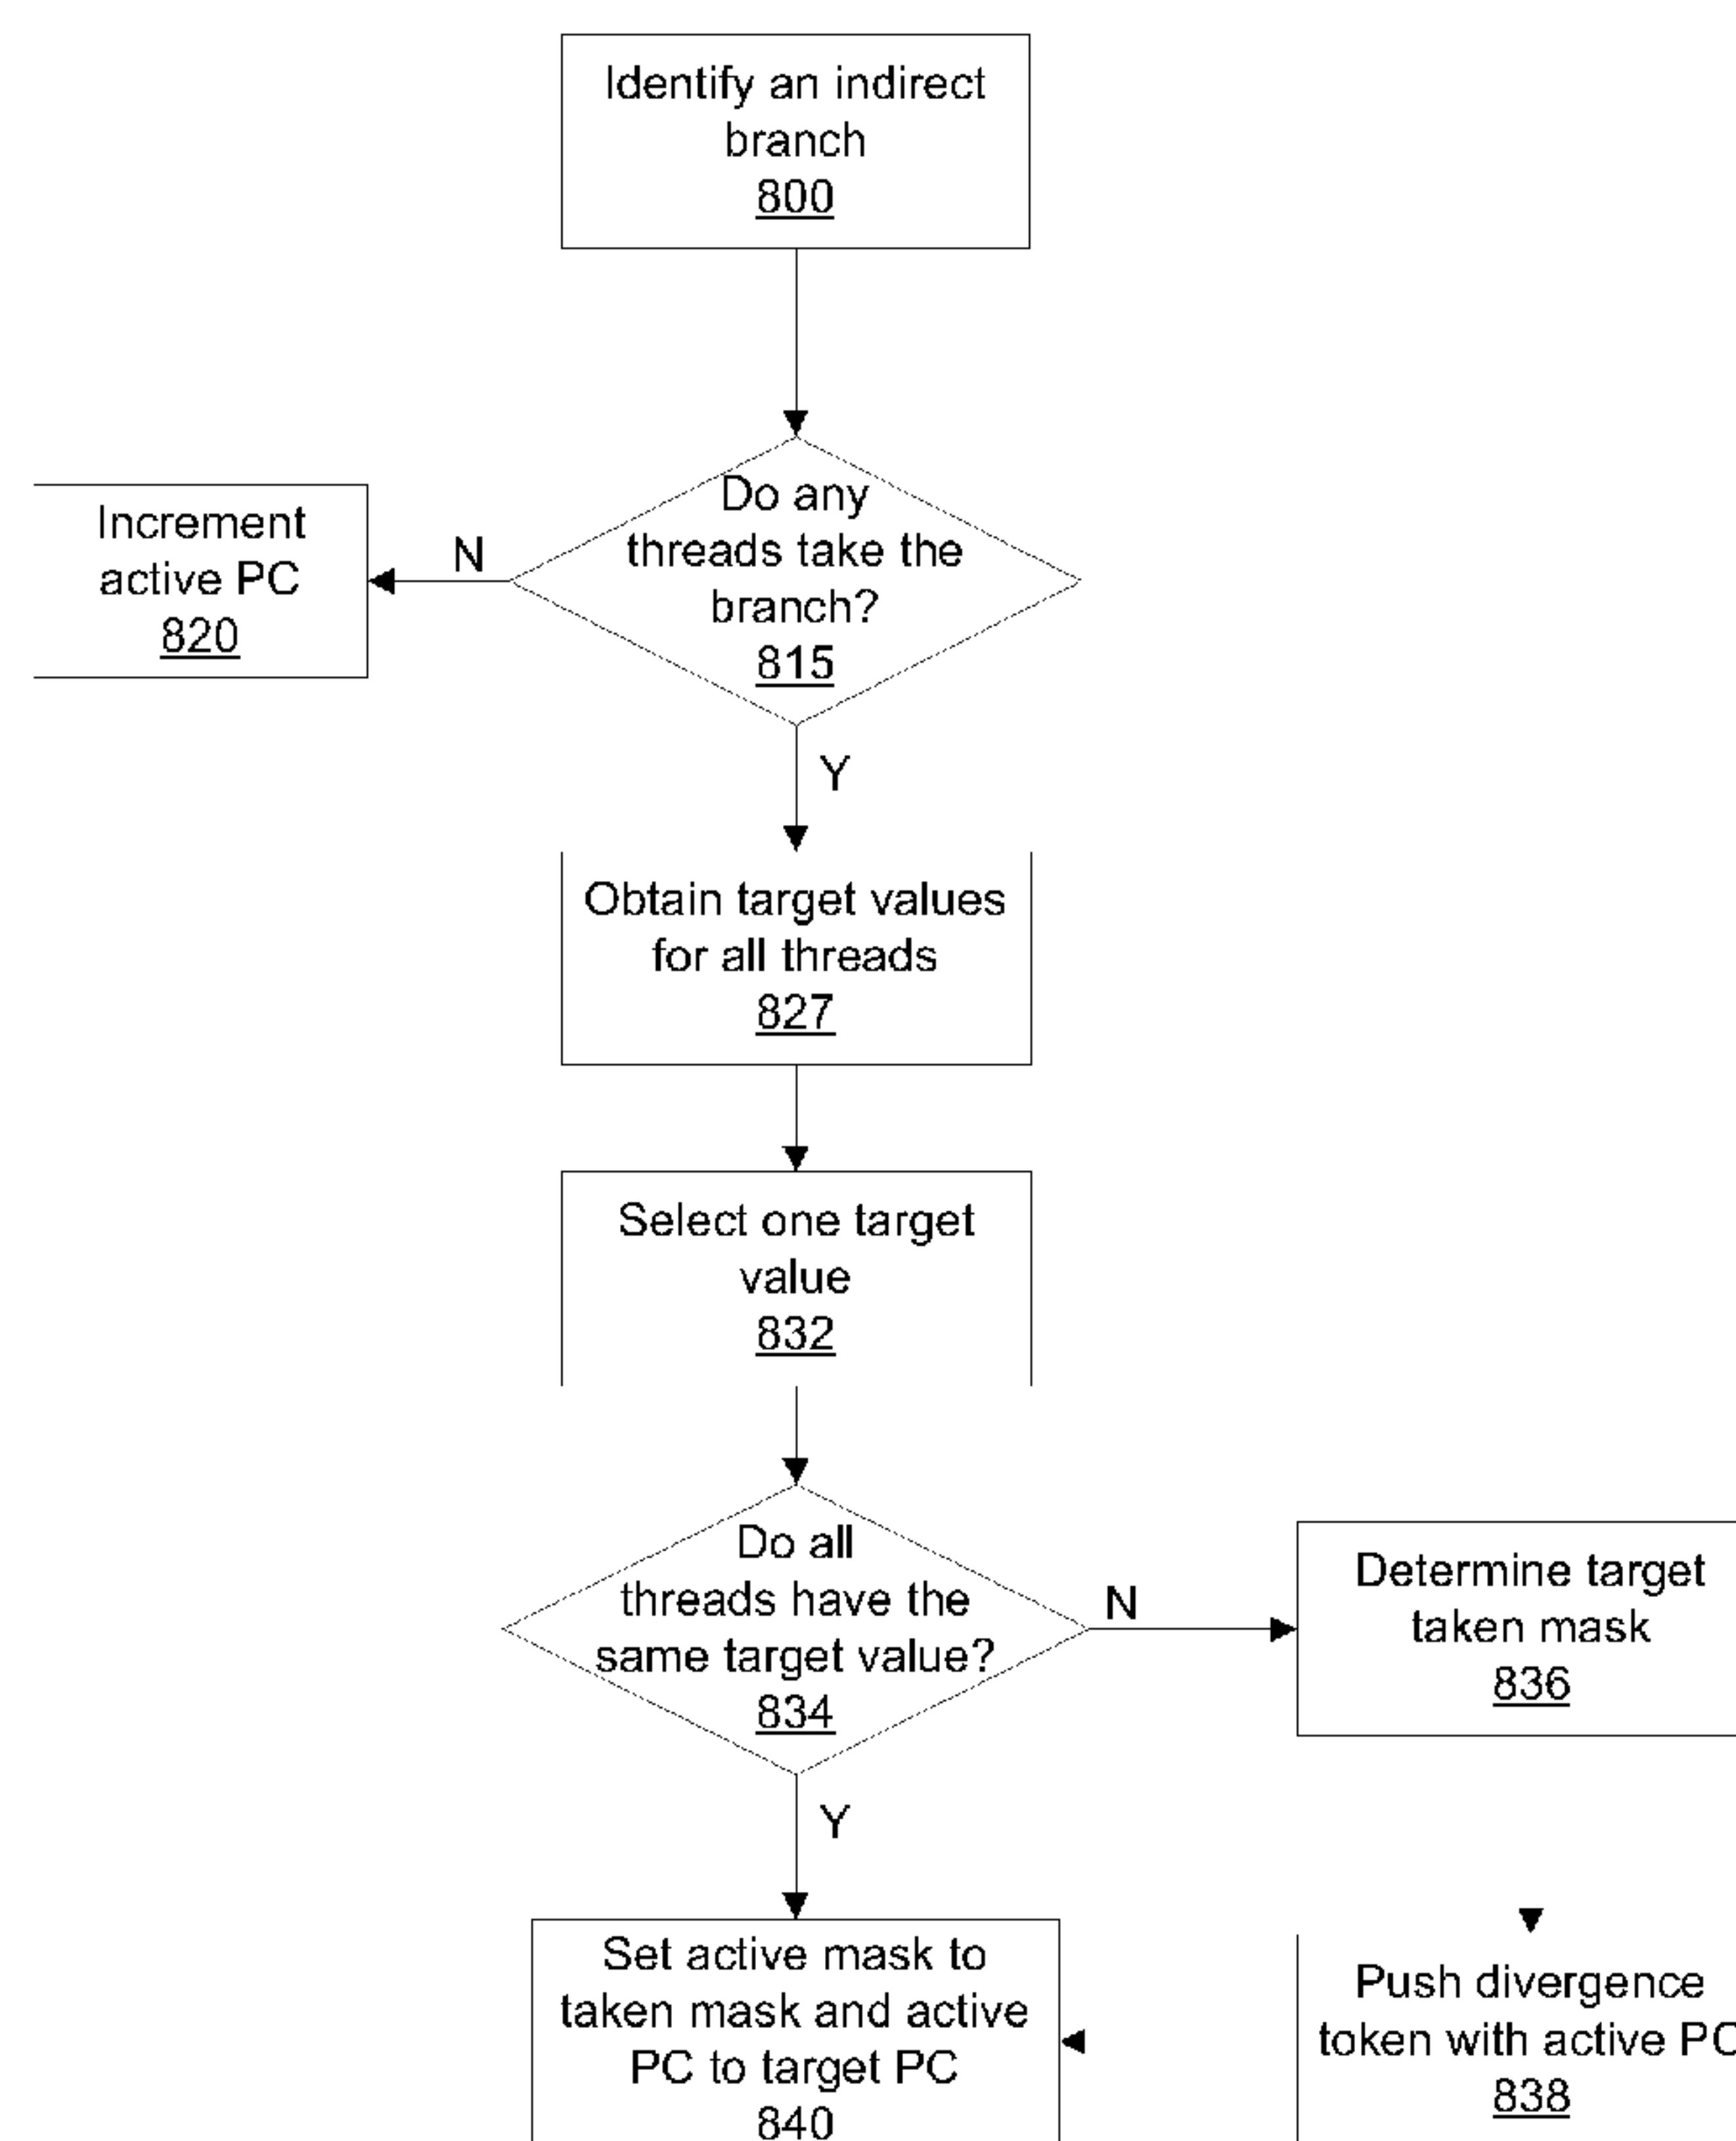 Identify an indirect
branch
800
Do any
threads take the
branch?
815
N
Increment
active PC
820
Y
Obtain target values
for all threads
827
Select one target
value
832
Do all
threads have the
same target value?
834
N
Determine target
taken mask
836
Y
Set active mask to
taken mask and active
PC to target PC
840
Push divergence
token with active PC
838